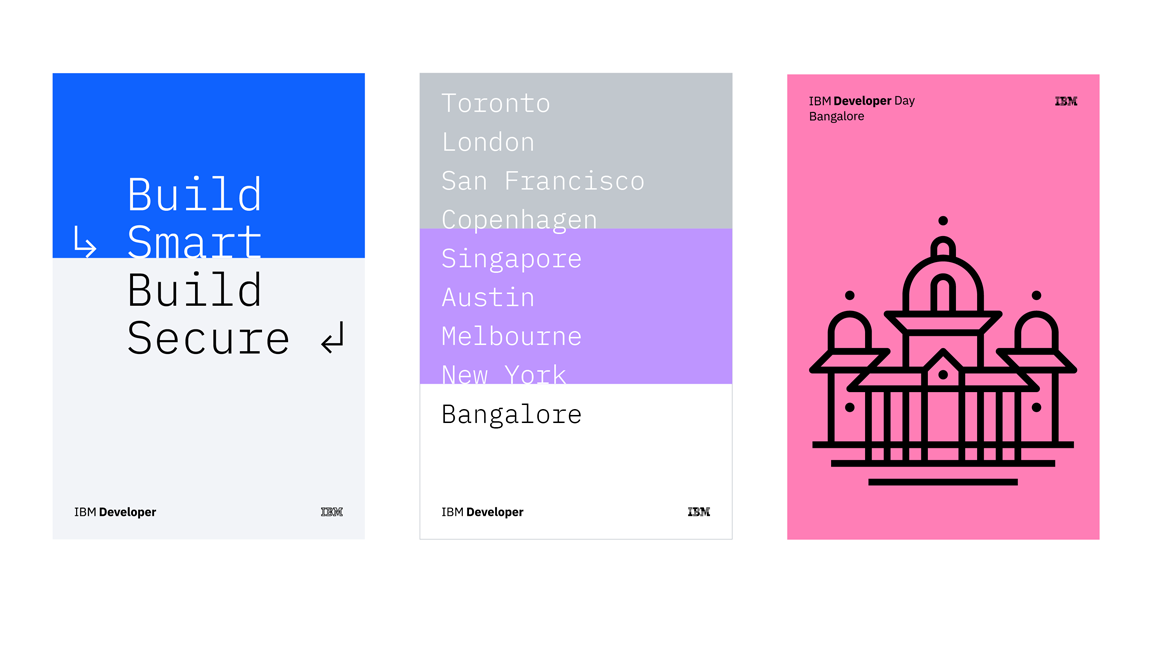 Build
↳ Smart
Build
Secure ↲
IBM Developer
IBM
Toronto
London
San Francisco
Copenhagen
Singapore
Austin
Melbourne
New York
Bangalore
IBM Developer
IBM
IBM Developer Day
Bangalore
IBM